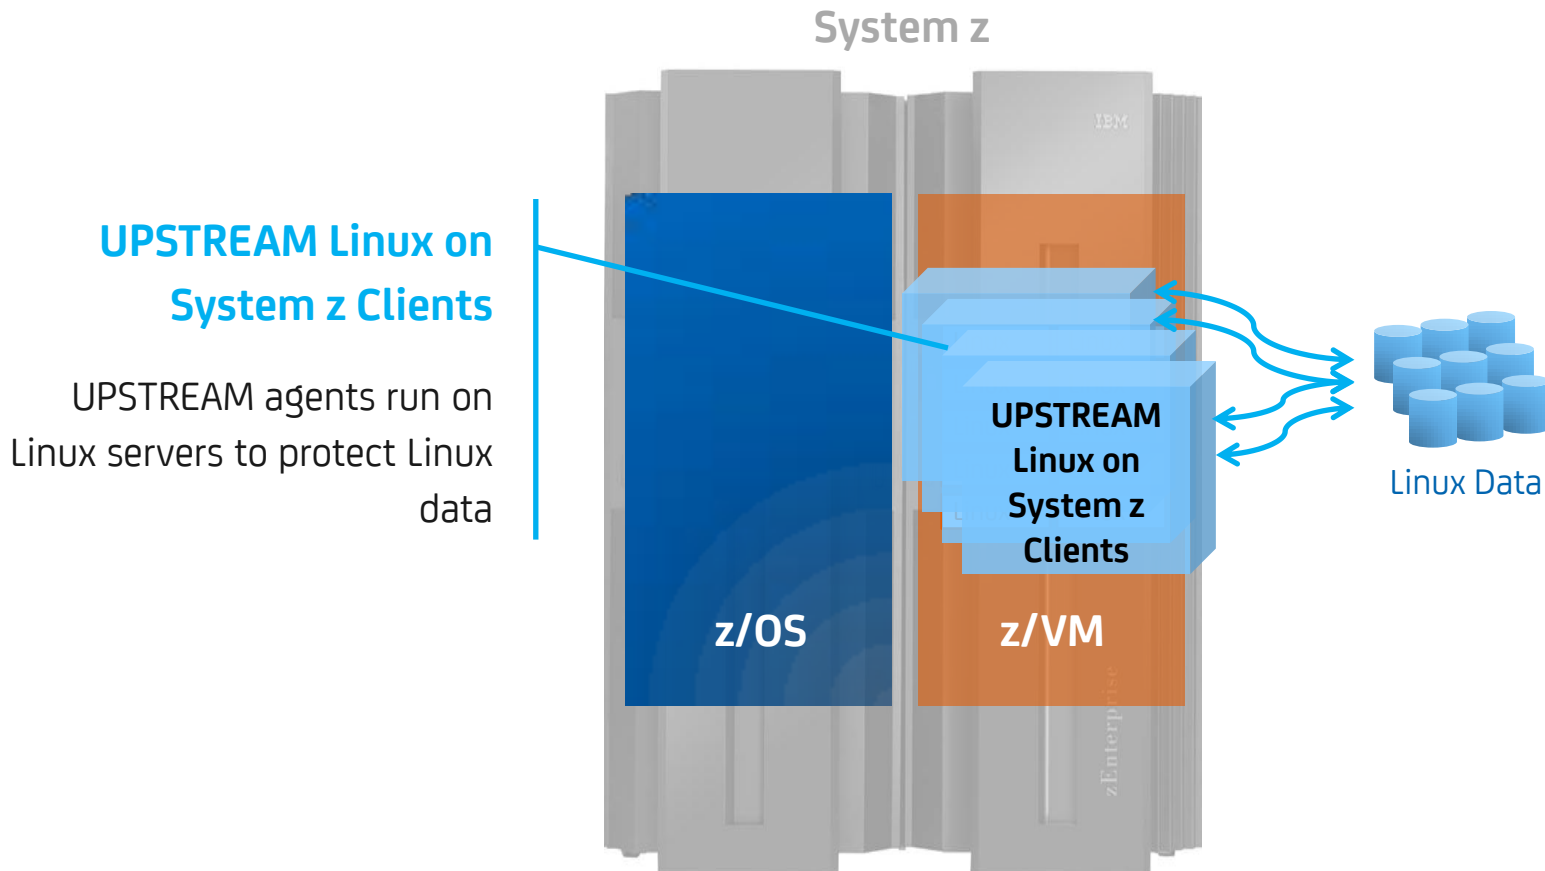 System z
IBM
UPSTREAM Linux on
System z Clients
UPSTREAM agents run on
Linux servers to protect Linux
data
UPSTREAM
Linux on
System z
Clients
Linux Data
z/OS
z/VM
zEnterprise